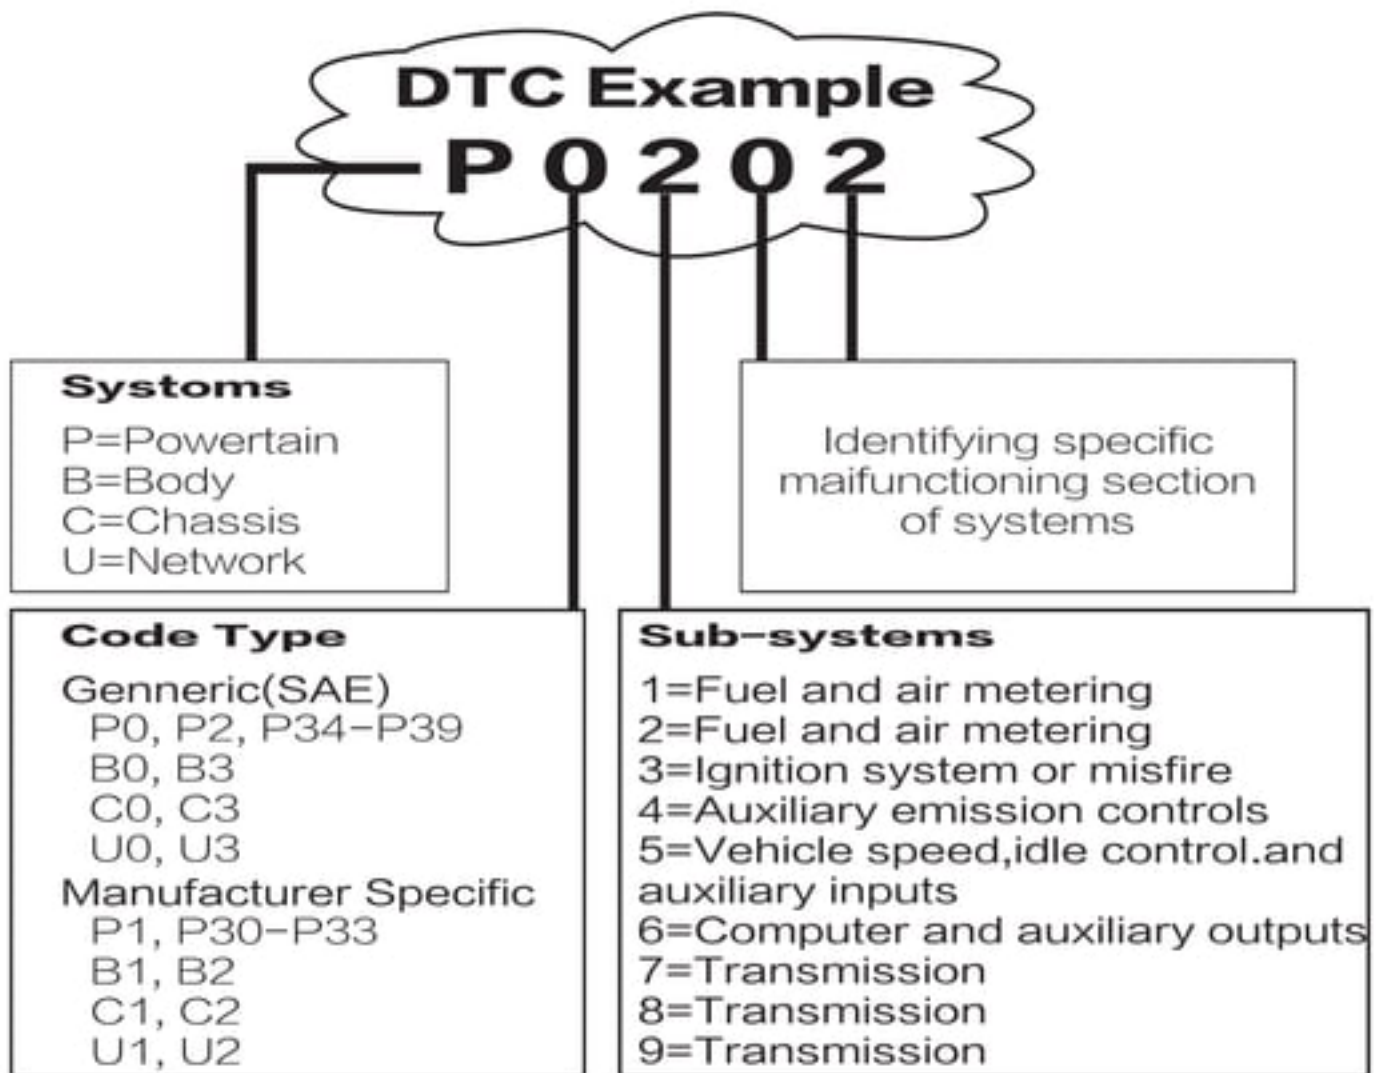 DTC Example
P 0 2 0 2
Systoms
P=Powertain
B=Body
C=Chassis
U=Network
Identifying specific
maifunctioning section
of systems
Code Type
Genneric(SAE)
P0, P2, P34-P39
B0, B3
C0, C3
U0, U3
Manufacturer Specific
P1, P30-P33
B1, B2
C1, C2
U1, U2
Sub-systems
1=Fuel and air metering
2=Fuel and air metering
3=Ignition system or misfire
4=Auxiliary emission controls
5=Vehicle speed,idle control.and
auxiliary inputs
6=Computer and auxiliary outputs
7=Transmission
8=Transmission
9=Transmission